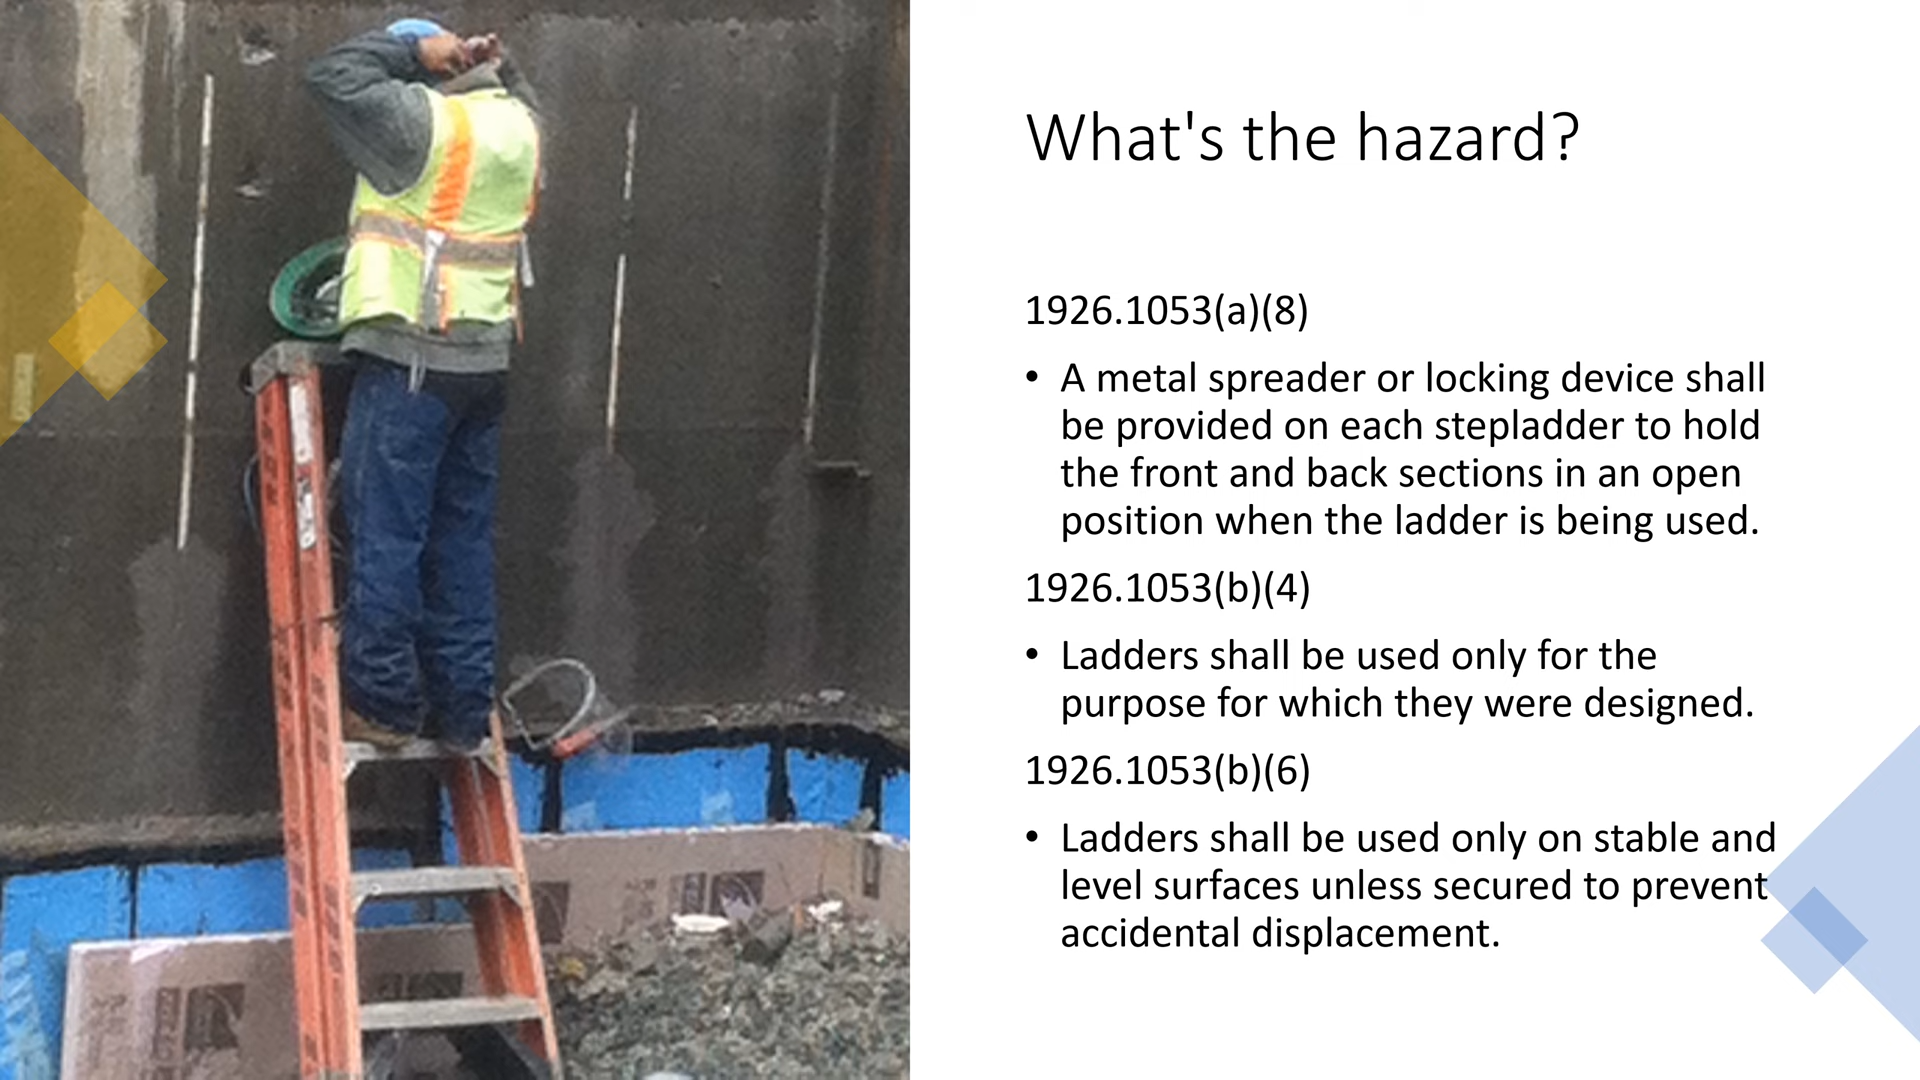 What's the hazard?
1926.1053(a)(8)
• A metal spreader or locking device shall
be provided on each stepladder to hold
the front and back sections in an open
position when the ladder is being used.
1926.1053(b)(4)
• Ladders shall be used only for the
purpose for which they were designed.
1926.1053(b)(6)
• Ladders shall be used only on stable and
level surfaces unless secured to prevent
accidental displacement.